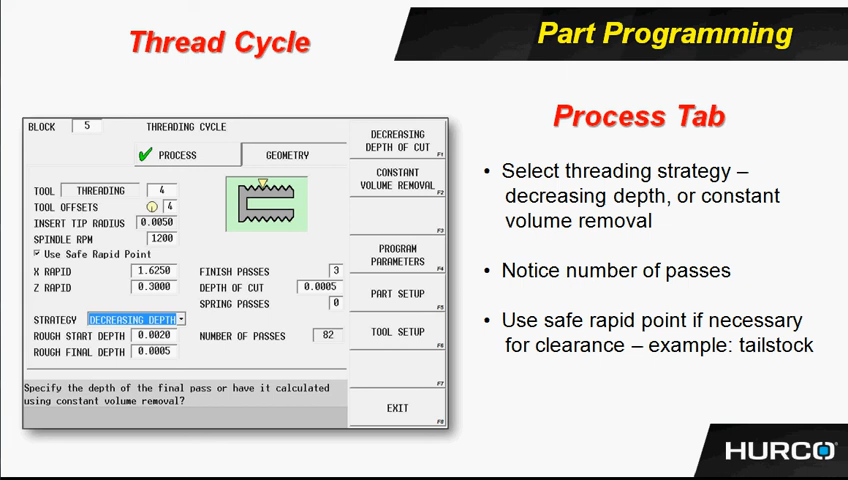 Thread Cycle
Part Programming
Process Tab
BLOCK 5 THREADING CYCLE
PROCESS GEOMETRY
TOOL THREADING 4
TOOL OFFSETS 4
INSERT TIP RADIUS 0.0050
SPINDLE RPM 1200
Use Safe Rapid Point
X RAPID 1.6250 FINISH PASSES 3
Z RAPID 0.3000 DEPTH OF CUT 0.0005
SPRING PASSES 0
STRATEGY DECREASING DEPTH
ROUGH START DEPTH 0.0020 NUMBER OF PASSES 82
ROUGH FINAL DEPTH 0.0005
Specify the depth of the final pass or have it calculated
using constant volume removal?
DECREASING
DEPTH OF CUT F1
CONSTANT
VOLUME REMOVAL F2
F3
PROGRAM
PARAMETERS F4
PART SETUP F5
TOOL SETUP F6
F7
EXIT F8
• Select threading strategy –
decreasing depth, or constant
volume removal
• Notice number of passes
• Use safe rapid point if necessary
for clearance – example: tailstock
HURCO